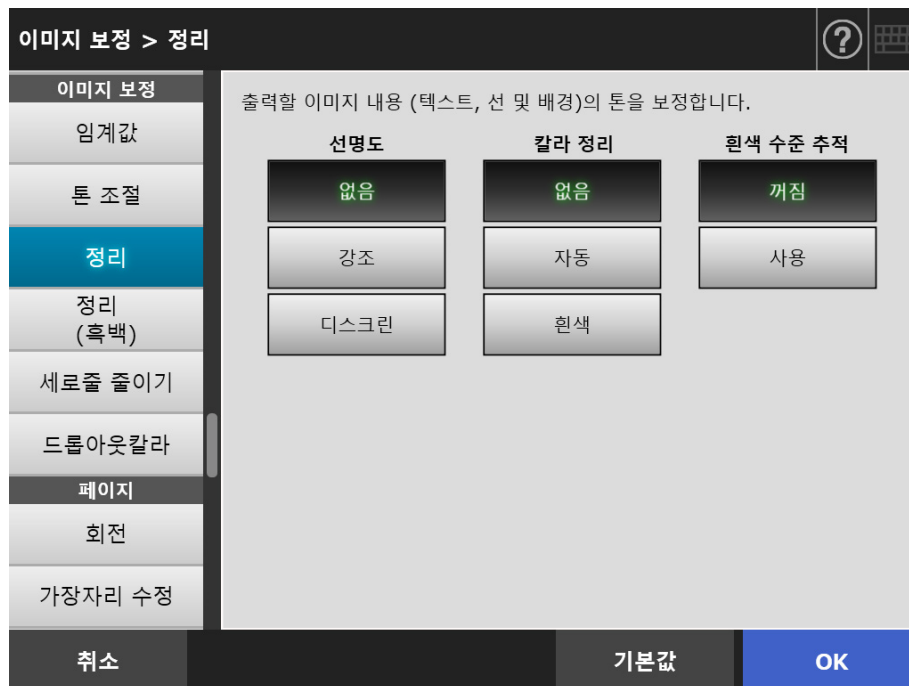 이미지 보정 > 정리
?
이미지 보정
임계값
톤 조절
정리
정리
(흑백)
세로줄 줄이기
드롭아웃칼라
페이지
회전
가장자리 수정
출력할 이미지 내용 (텍스트, 선 및 배경)의 톤을 보정합니다.
선명도
없음
강조
디스크린
칼라 정리
없음
자동
흰색
흰색 수준 추적
꺼짐
사용
취소
기본값
OK